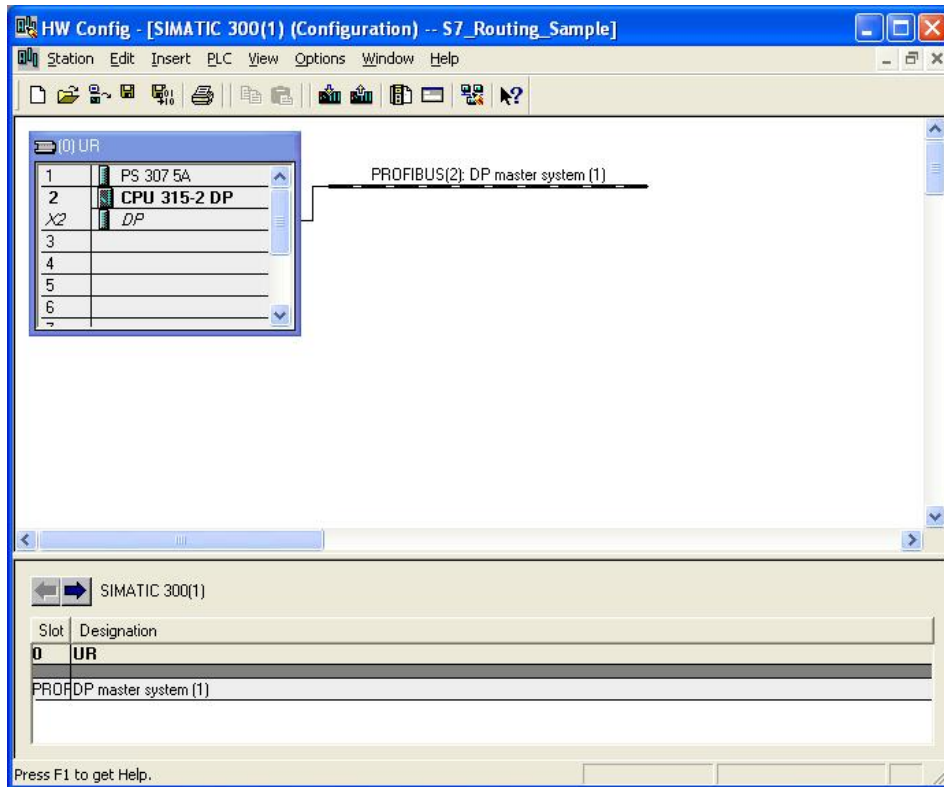 HW Config - [SIMATIC 300(1) (Configuration) -- S7_Routing_Sample]
Station Edit Insert PLC View Options Window Help
(0) UR
1 PS 307 5A
2 CPU 315-2 DP
X2 DP
3
4
5
6
PROFIBUS(2): DP master system (1)
SIMATIC 300(1)
Slot Designation
0 UR
PROF DP master system (1)
Press F1 to get Help.